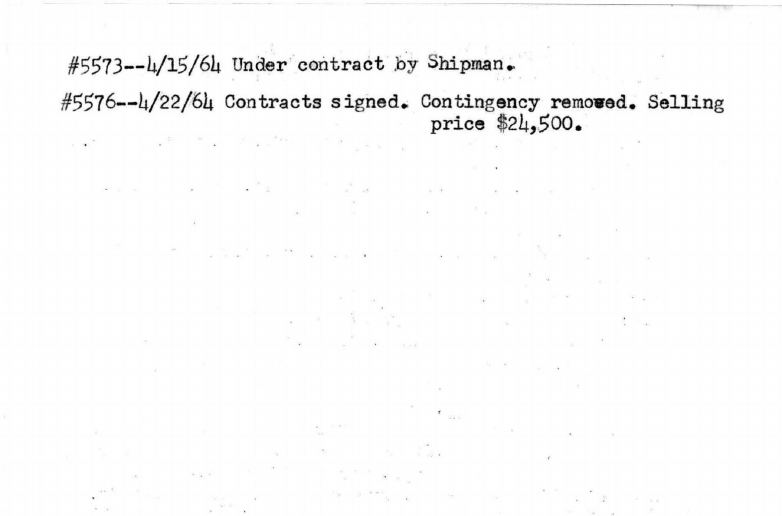 #5573--4/15/64 Under contract by Shipman.
#5576--4/22/64 Contracts signed. Contingency removed. Selling
price $24,500.